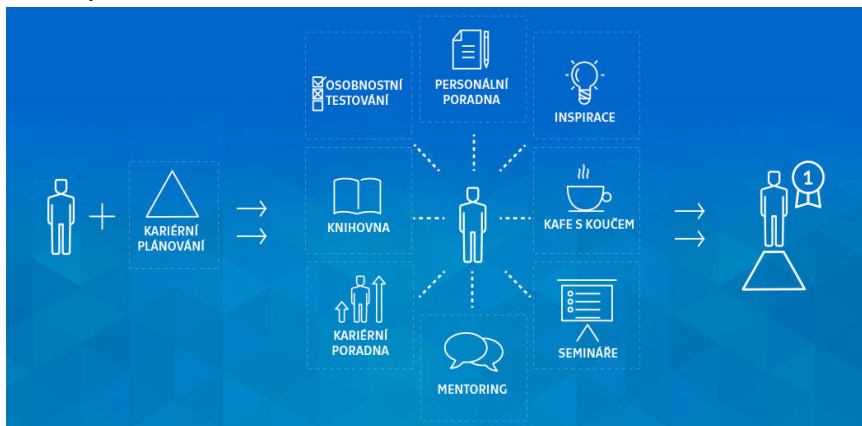 OSOBNOSTNÍ
TESTOVÁNÍ
PERSONÁLNÍ
PORADNA
INSPIRACE
KARIÉRNÍ
PLÁNOVÁNÍ
KNIHOVNA
KAFE S KOUČEM
1
KARIÉRNÍ
PORADNA
MENTORING
SEMINÁŘE